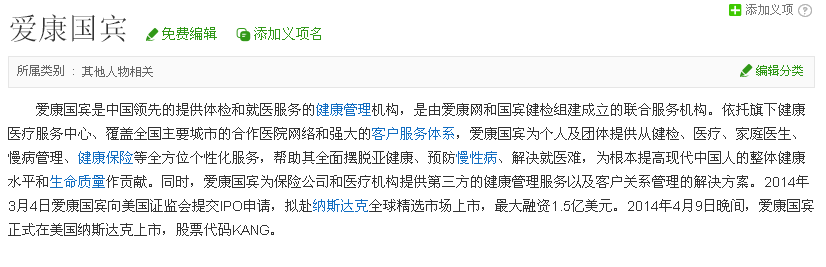 添加义项
爱康国宾 免费编辑 添加义项名
所属类别 : 其他人物相关 编辑分类
爱康国宾是中国领先的提供体检和就医服务的健康管理机构，是由爱康网和国宾健检组建成立的联合服务机构。依托旗下健康
医疗服务中心、覆盖全国主要城市的合作医院网络和强大的客户服务体系，爱康国宾为个人及团体提供从健检、医疗、家庭医生、
慢病管理、健康保险等全方位个性化服务，帮助其全面摆脱亚健康、预防慢性病、解决就医难，为根本提高现代中国人的整体健康
水平和生命质量作贡献。同时，爱康国宾为保险公司和医疗机构提供第三方的健康管理服务以及客户关系管理的解决方案。2014年
3月4日爱康国宾向美国证监会提交IPO申请，拟赴纳斯达克全球精选市场上市，最大融资1.5亿美元。2014年4月9日晚间，爱康国宾
正式在美国纳斯达克上市，股票代码KANG。